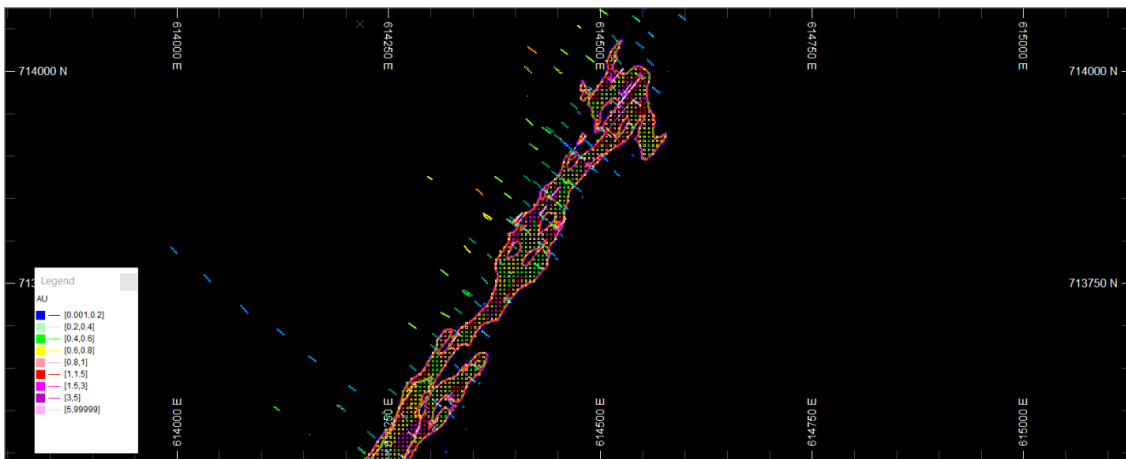 614000 E
614250 E
614500 E
614750 E
615000 E
714000 N
714000 N
713750 N
Legend
AU
[0.001,0.2]
[0.2,0.4]
[0.4,0.6]
[0.6,0.8]
[0.8,1]
[1,1.5]
[1.5,3]
[3,5]
[5,99999]
614000 E
614500 E
614750 E
615000 E